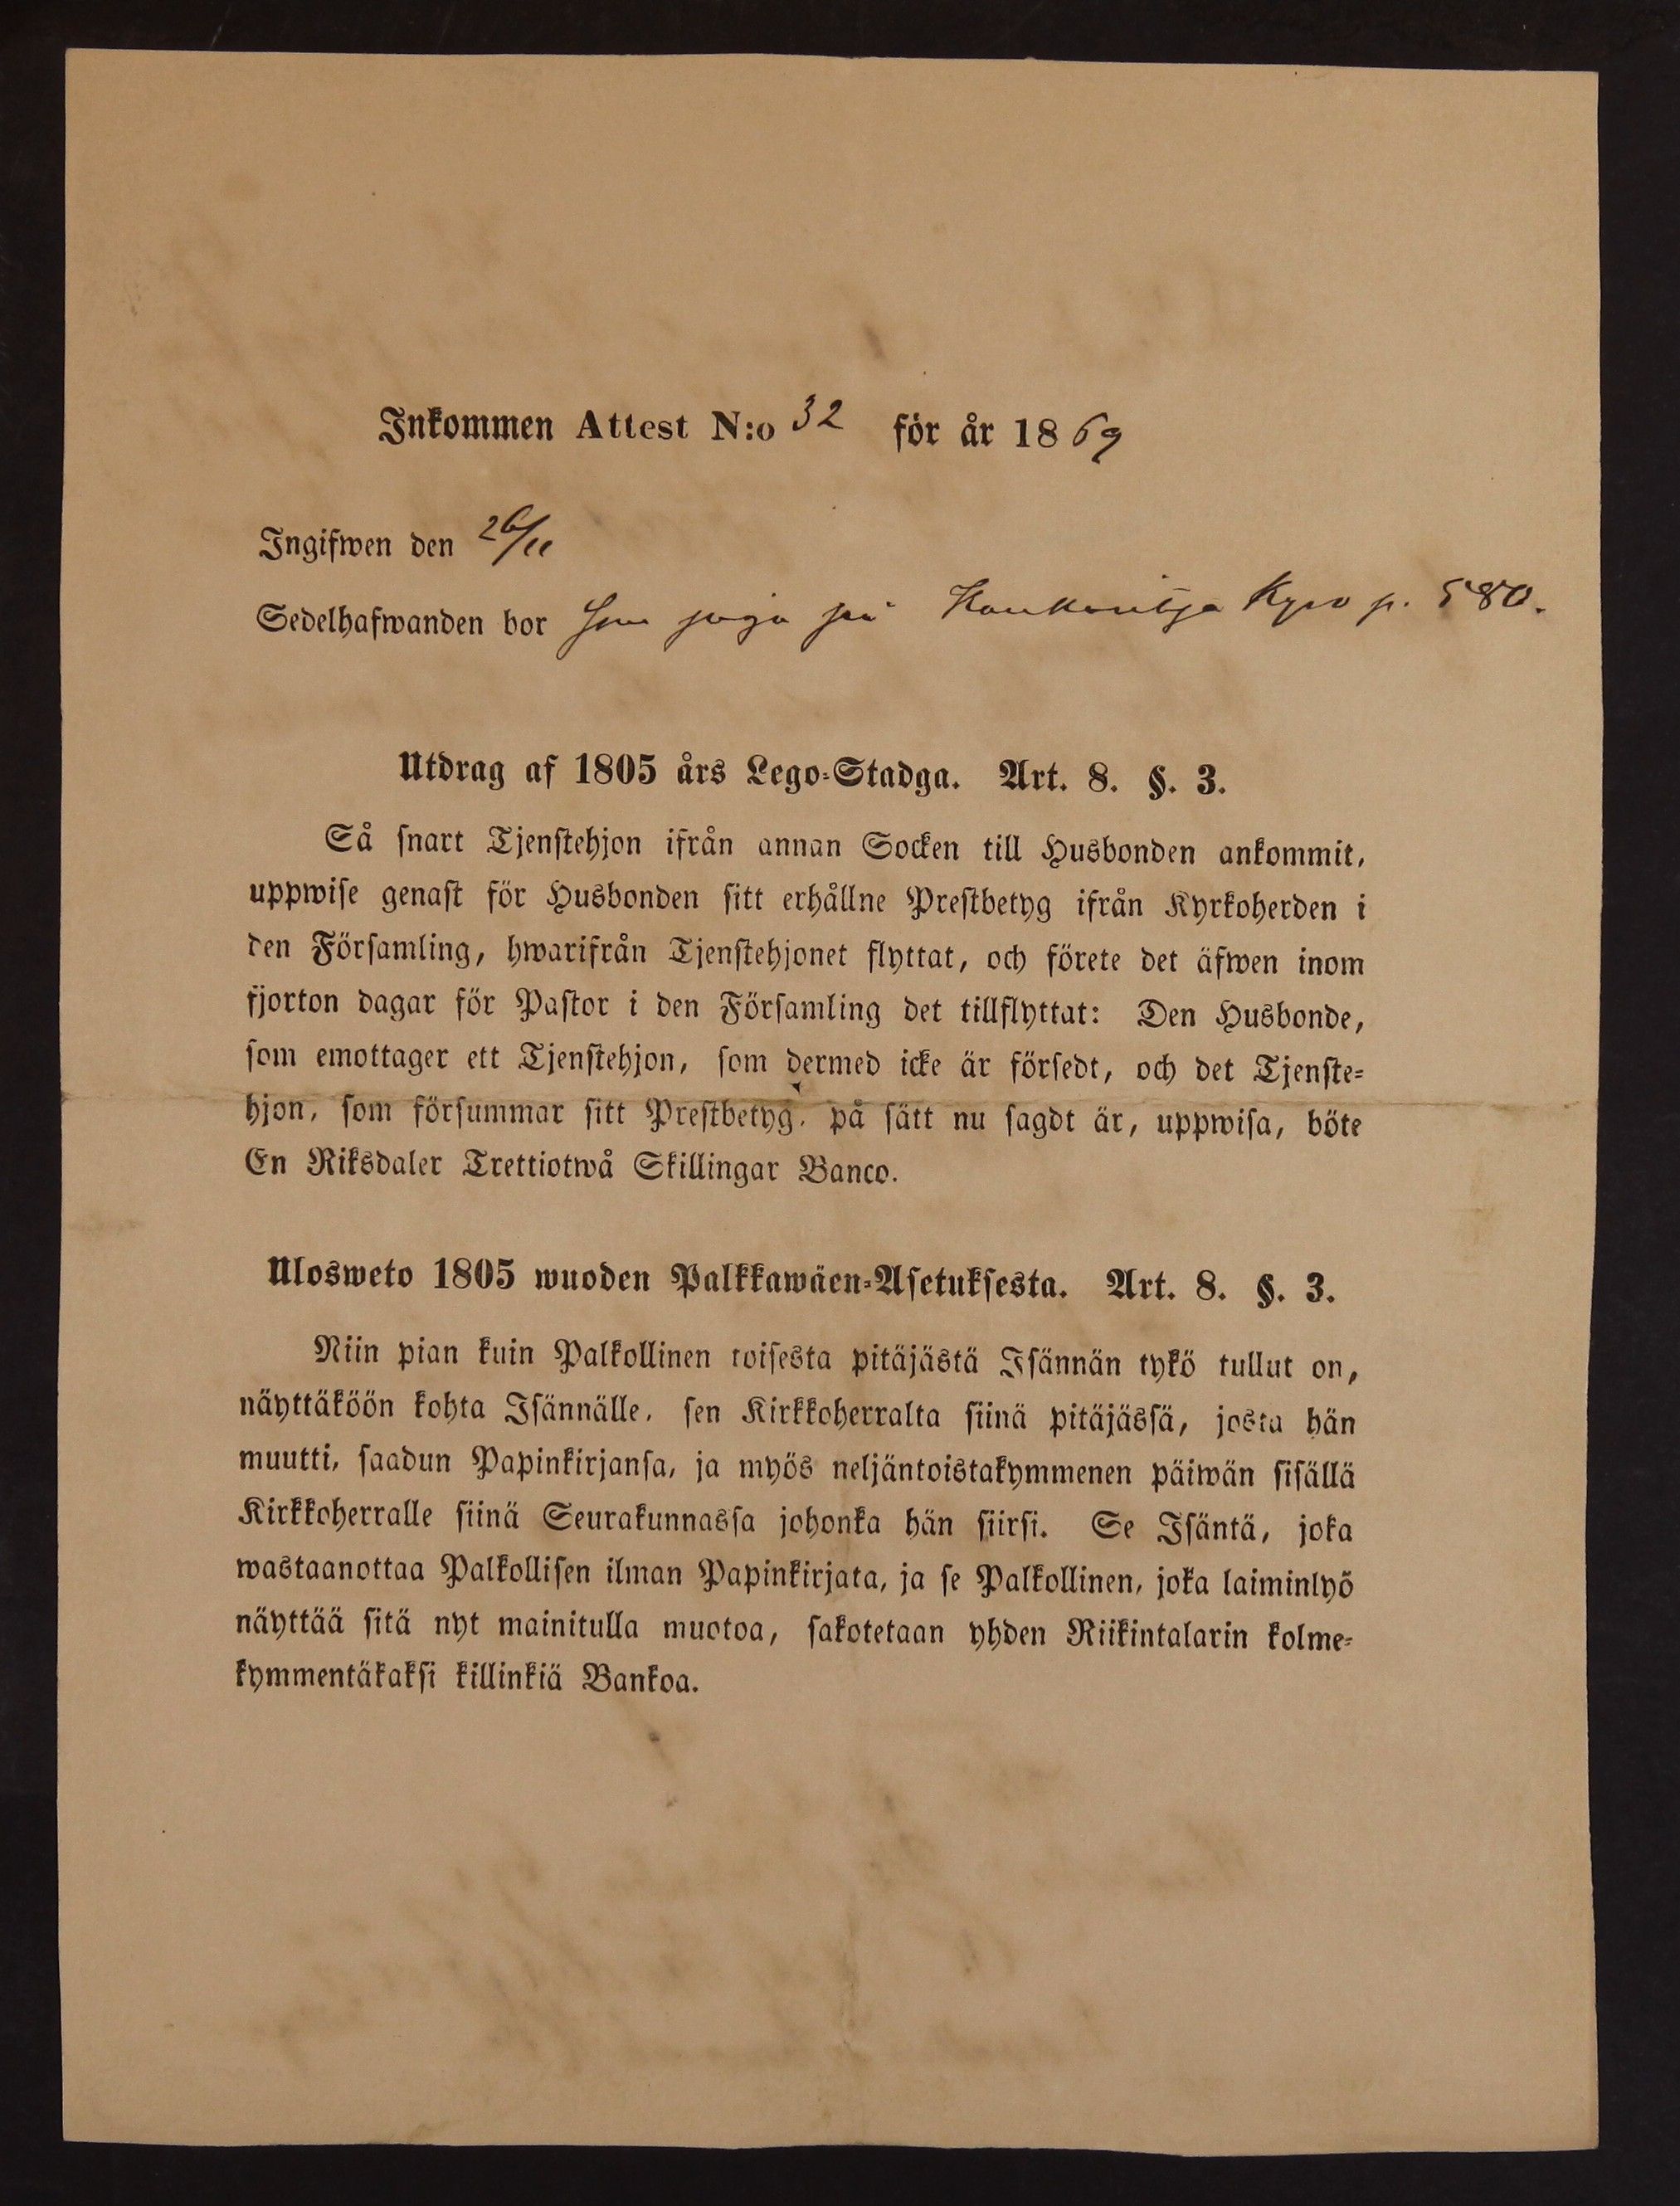 Inkommen Attest N:o 32 för år 1869
Ingifwen den 26/11
Sedelhafwanden bor som piga på Kyro p. 580.
Utdrag af 1805 års Lego-Stadga. Art. 8. §. 3.
Så snart Tjenstehjon ifrån annan Socken till Husbonden ankommit,
uppwise genast för Husbonden sitt erhållne Prestbetyg ifrån Kyrkoherden i
den Församling, hwarifrån Tjenstehjonet flyttat, och förete det äfwen inom
fjorton dagar för Pastor i den Församling det tillflyttat: Den Husbonde,
som emottager ett Tjenstehjon, som dermed icke är försedt, och det Tjenste-
hjon, som försummar sitt Prestbetyg, på sätt nu sagdt är, uppwisa, böte
En Riksdaler Trettiotwå Skillingar Banco.
Ulosweto 1805 wuoden Palkkawäen-Asetuksesta. Art. 8. §. 3.
Niin pian kuin Palkollinen toisesta pitäjästä Isännän tykö tullut on,
näyttäköön kohta Isännälle, sen Kirkkoherralta siinä pitäjässä, josta hän
muutti, saadun Papinkirjansa, ja myös neljäntoistakymmenen päiwän sisällä
Kirkkoherralle siinä Seurakunnassa johonka hän siirsi. Se Isäntä, joka
wastaanottaa Palkollisen ilman Papinkirjata, ja se Palkollinen, joka laiminlyö
näyttää sitä nyt mainitulla muotoa, sakotetaan yhden Riikintalarin kolme-
kymmentäkaksi killinkiä Bankoa.